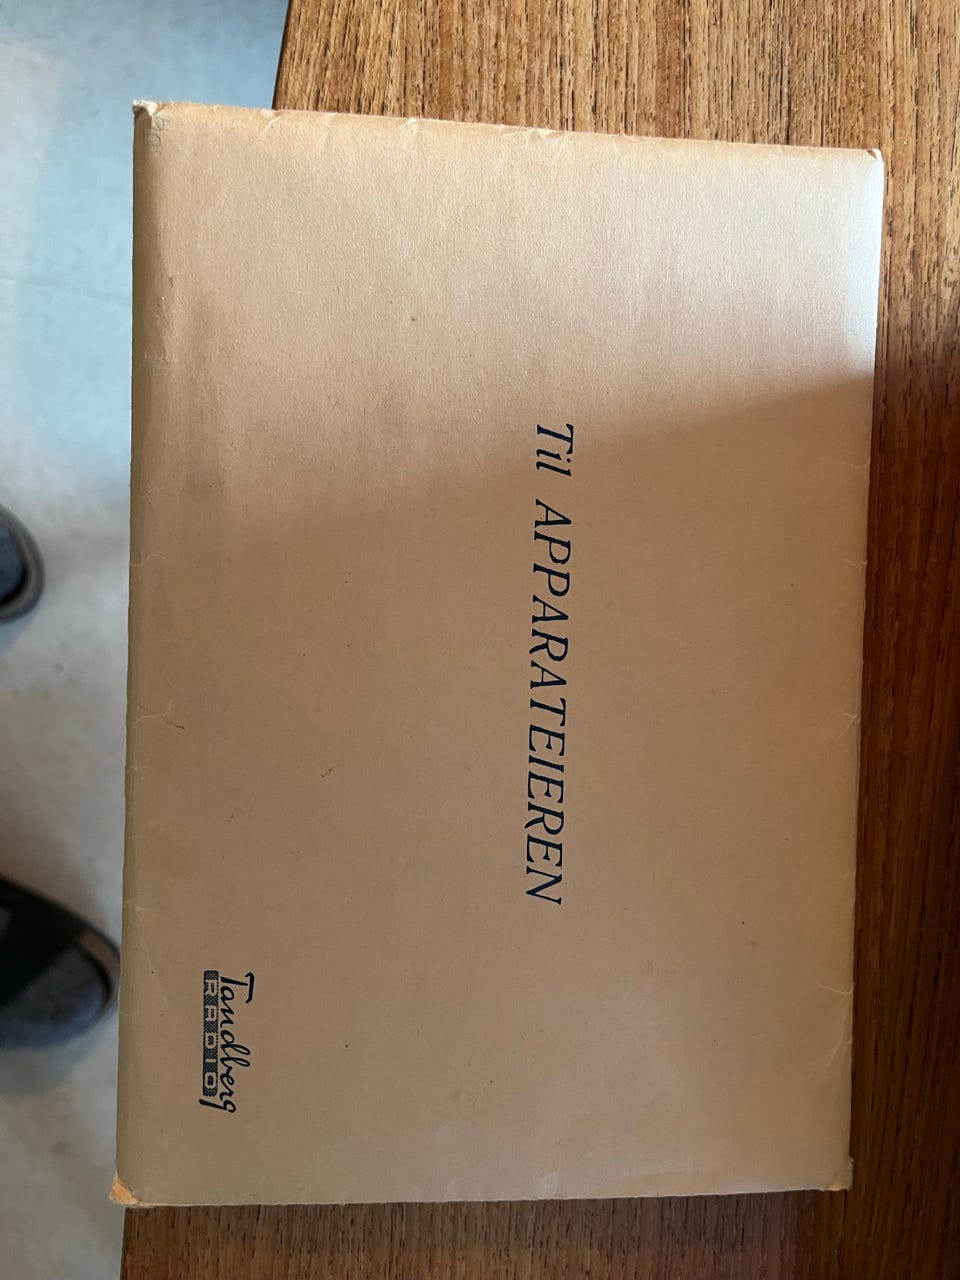 Til APPARATEIEREN
Tandberg
RADIO